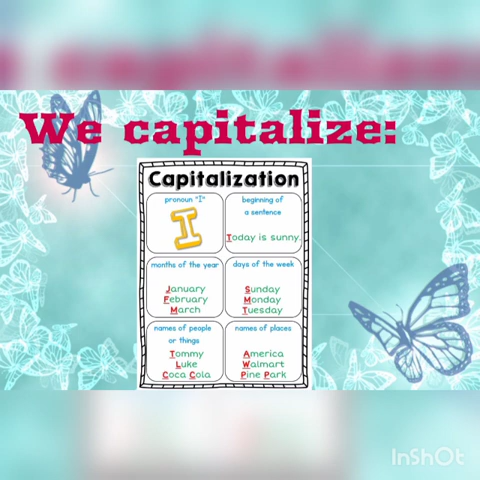 We capitalize:
Capitalization
pronoun "I"
I
beginning of
a sentence
Today is sunny.
months of the year
January
February
March
days of the week
Sunday
Monday
Tuesday
names of people
or things
Tommy
Luke
Coca Cola
names of places
America
Walmart
Pine Park
InShOt